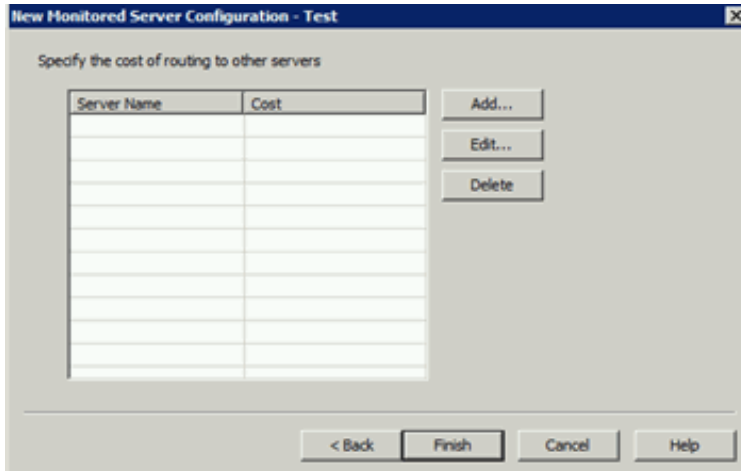 New Monitored Server Configuration - Test
Specify the cost of routing to other servers
Server Name Cost
Add...
Edit...
Delete
< Back Finish Cancel Help